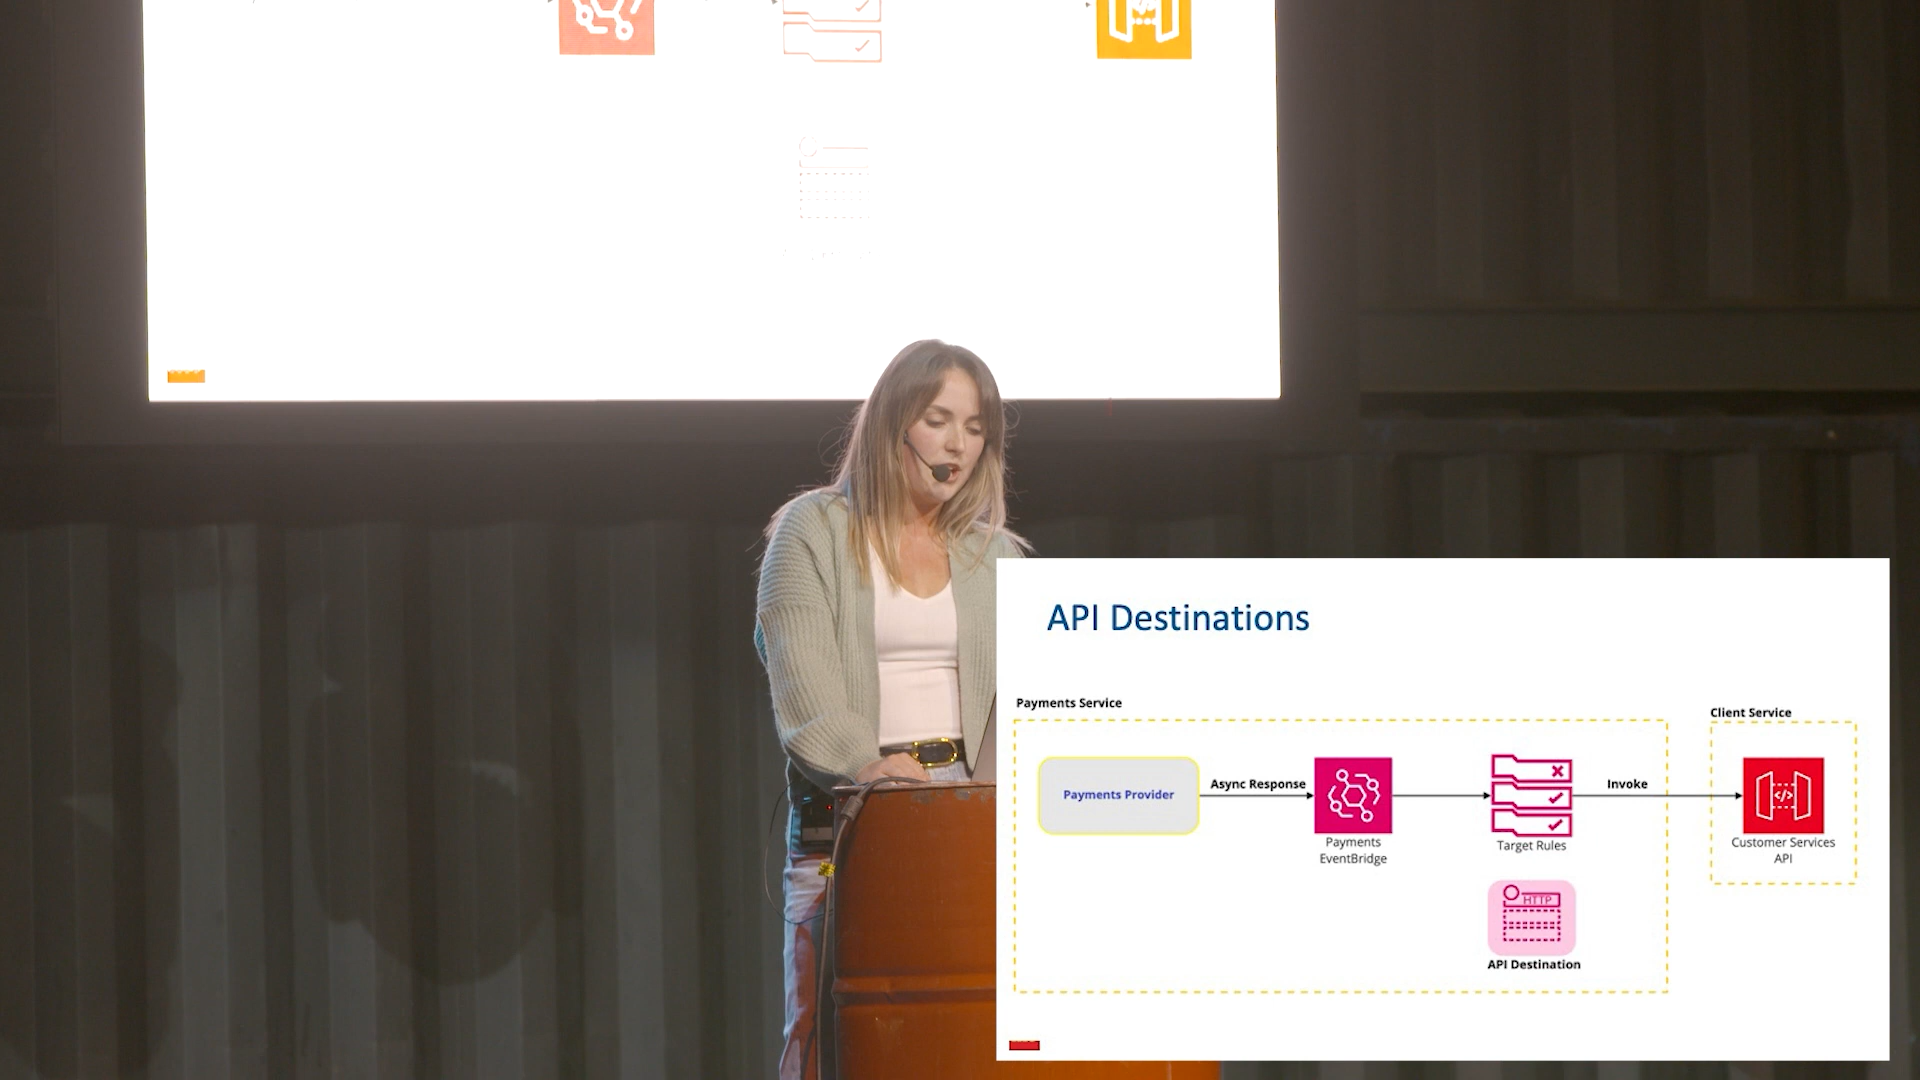 API Destinations
Payments Service
Client Service
Payments Provider
Async Response
Invoke
</>
Payments
EventBridge
Target Rules
Customer Services
API
HTTP
API Destination